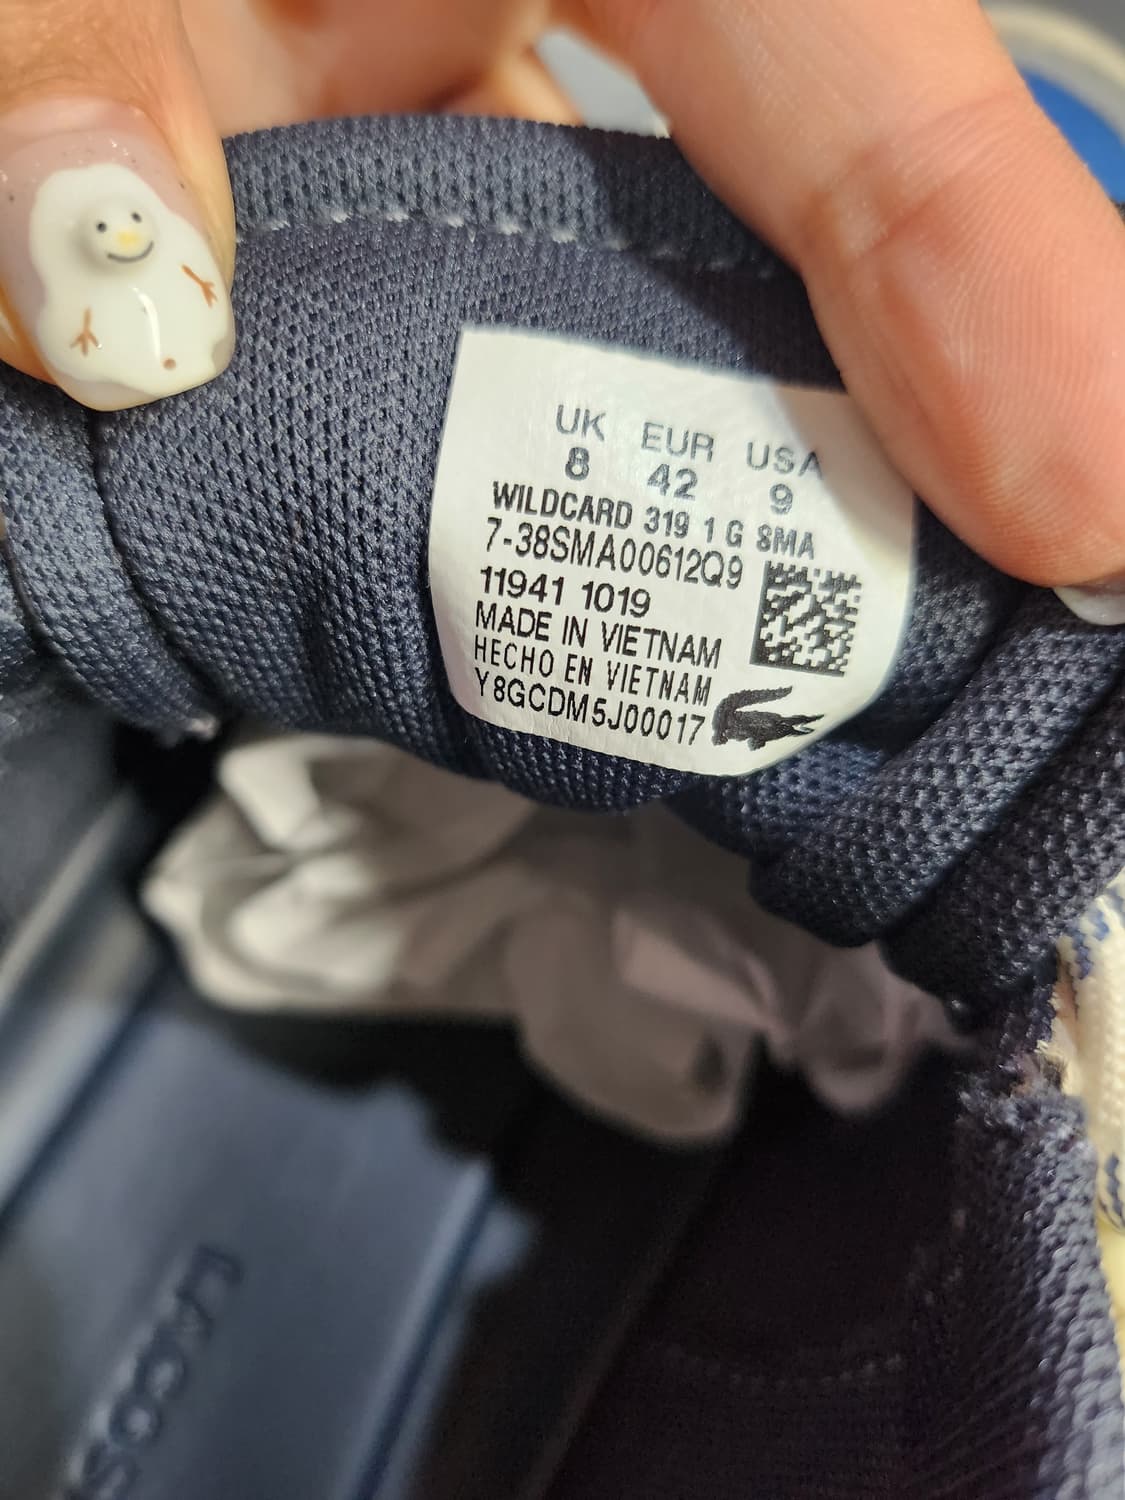 UK EUR USA
8 42 9
WILDCARD 319 1 G SMA
7-38SMA00612Q9
11941 1019
MADE IN VIETNAM
HECHO EN VIETNAM
Y8GCDM5J00017
LACOS